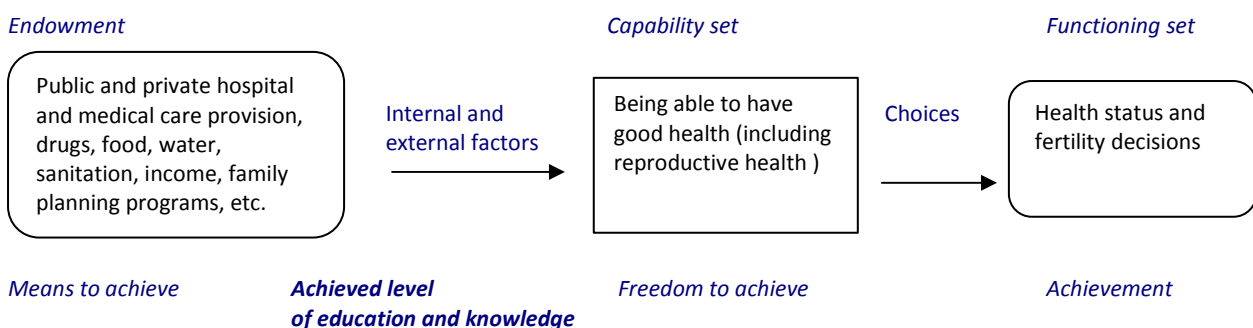 Endowment
Capability set
Functioning set
Public and private hospital
and medical care provision,
drugs, food, water,
sanitation, income, family
planning programs, etc.
Internal and
external factors
Being able to have
good health (including
reproductive health )
Choices
Health status and
fertility decisions
Means to achieve
Achieved level
of education and knowledge
Freedom to achieve
Achievement